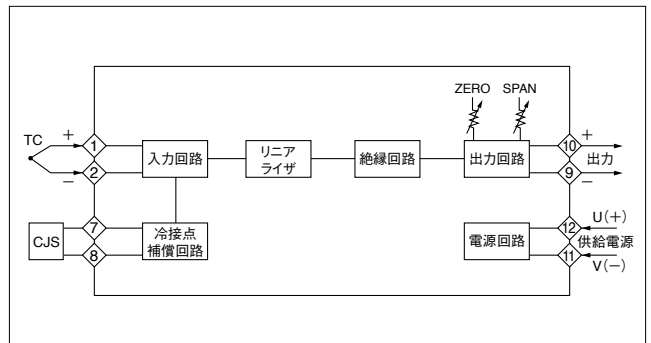 ZERO SPAN
TC
+
1
−
2
入力回路
リニア
ライザ
絶縁回路
出力回路
10
+
出力
9
−
CJS
7
8
冷接点
補償回路
電源回路
12
U(+)
供給電源
11
V(−)